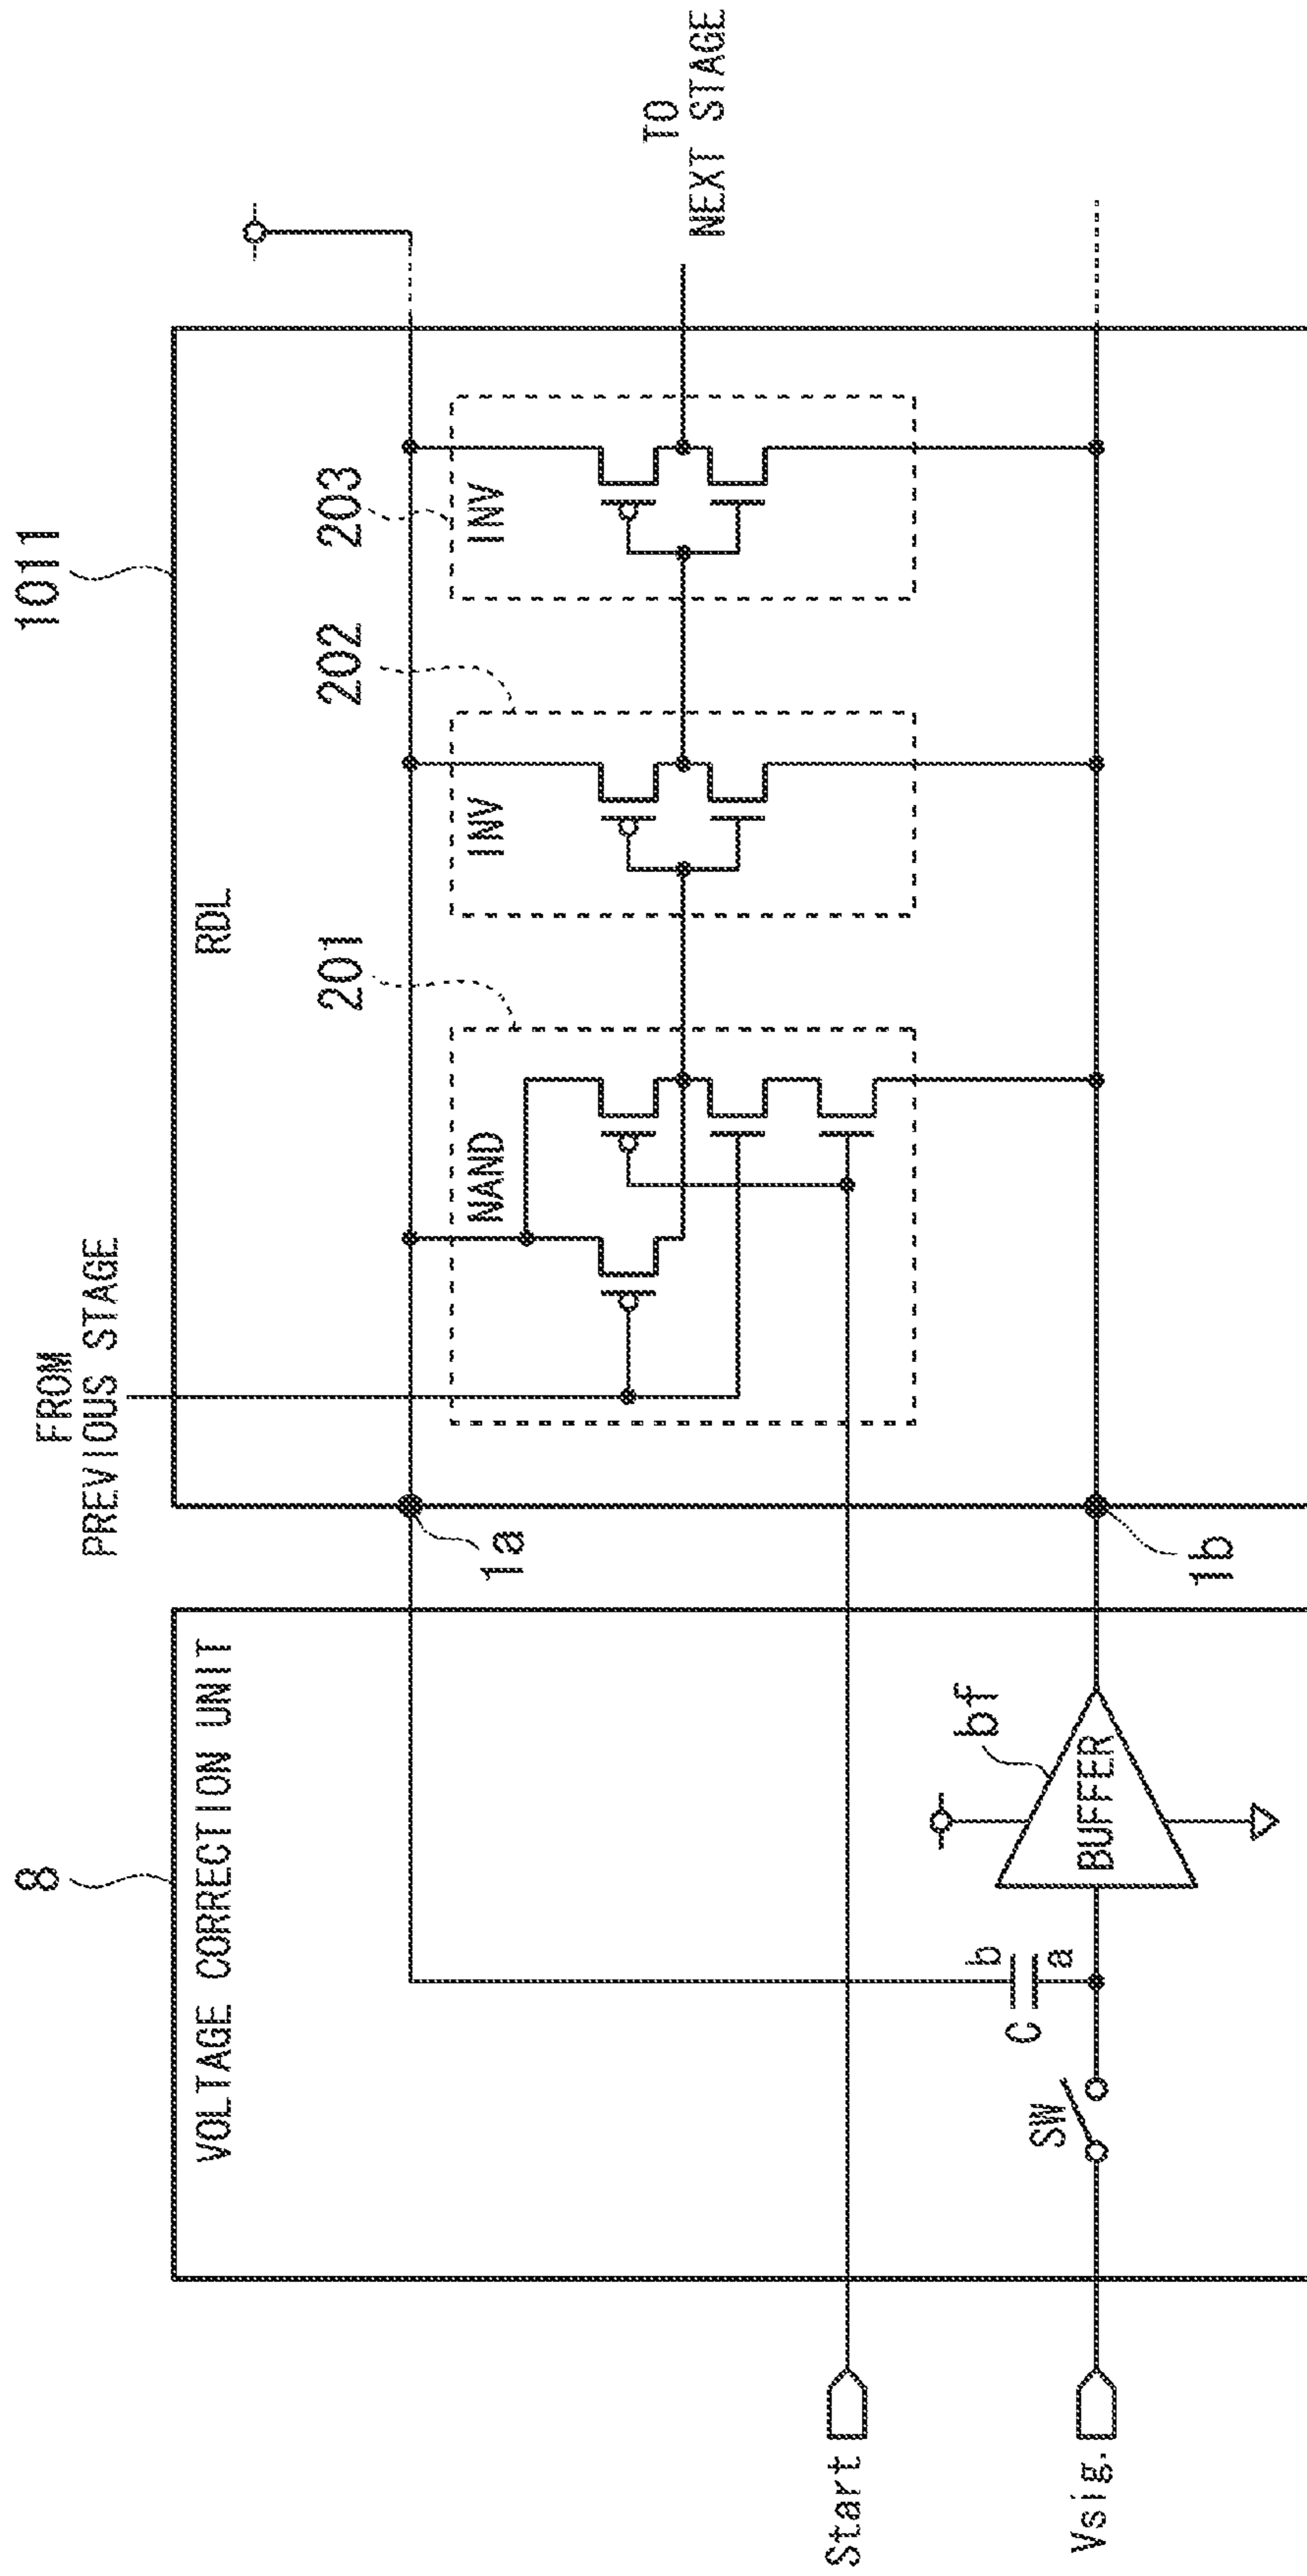 8
VOLTAGE CORRECTION UNIT
Start
Vsig.
SW
C
b
a
BUFFER
bf
1a
1b
FROM
PREVIOUS STAGE
1011
RDL
201
NAND
202
INV
203
INV
TO
NEXT STAGE